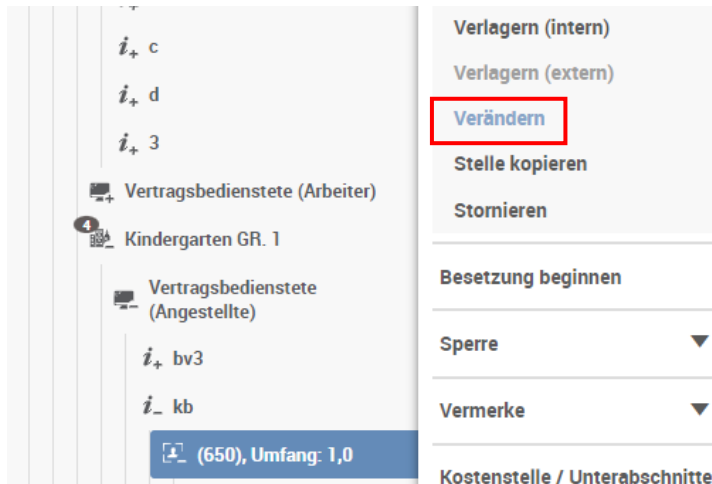 c
d
3
Vertragsbedienstete (Arbeiter)
4
Kindergarten GR. 1
Vertragsbedienstete
(Angestellte)
bv3
kb
(650), Umfang: 1,0
Verlagern (intern)
Verlagern (extern)
Verändern
Stelle kopieren
Stornieren
Besetzung beginnen
Sperre
Vermerke
Kostenstelle / Unterabschnitte